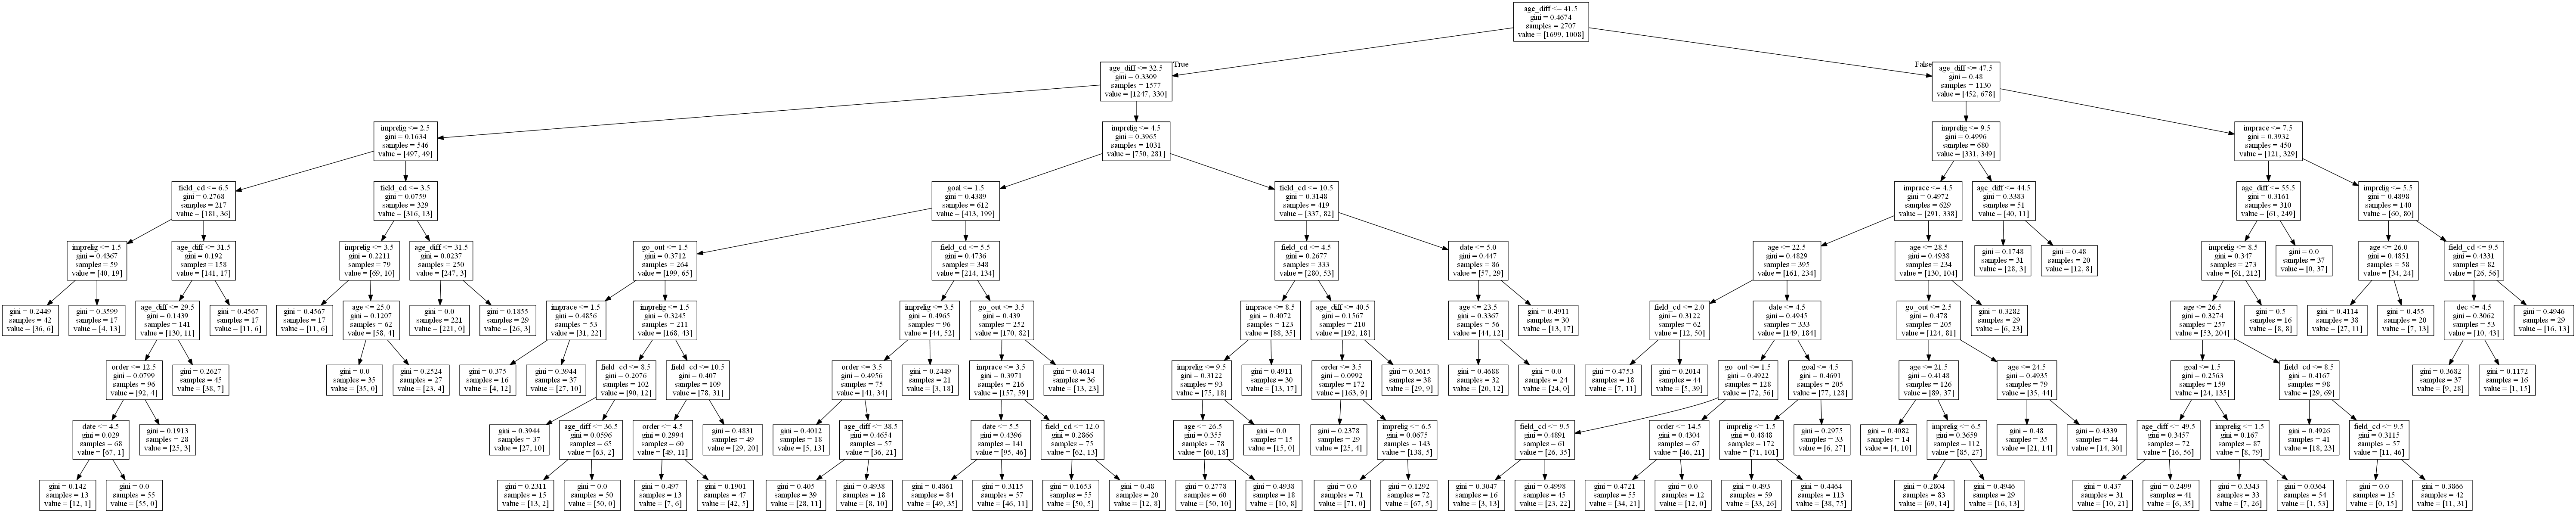 age_diff <= 41.5
gini = 0.4674
samples = 2707
value = [1699, 1008]
True
False
age_diff <= 32.5
gini = 0.3309
samples = 1577
value = [1247, 330]
age_diff <= 47.5
gini = 0.48
samples = 1130
value = [452, 678]
imprelig <= 2.5
gini = 0.1634
samples = 546
value = [497, 49]
imprelig <= 4.5
gini = 0.3965
samples = 1031
value = [750, 281]
imprelig <= 9.5
gini = 0.4996
samples = 680
value = [331, 349]
imprace <= 7.5
gini = 0.3932
samples = 450
value = [121, 329]
field_cd <= 6.5
gini = 0.2768
samples = 217
value = [181, 36]
field_cd <= 3.5
gini = 0.0759
samples = 329
value = [316, 13]
goal <= 1.5
gini = 0.4389
samples = 612
value = [413, 199]
field_cd <= 10.5
gini = 0.3148
samples = 419
value = [337, 82]
imprace <= 4.5
gini = 0.4972
samples = 629
value = [291, 338]
age_diff <= 44.5
gini = 0.3383
samples = 51
value = [40, 11]
age_diff <= 55.5
gini = 0.3161
samples = 310
value = [61, 249]
imprelig <= 5.5
gini = 0.4898
samples = 140
value = [60, 80]
imprelig <= 1.5
gini = 0.4367
samples = 59
value = [40, 19]
age_diff <= 31.5
gini = 0.192
samples = 158
value = [141, 17]
imprelig <= 3.5
gini = 0.2211
samples = 79
value = [69, 10]
age_diff <= 31.5
gini = 0.0237
samples = 250
value = [247, 3]
go_out <= 1.5
gini = 0.3712
samples = 264
value = [199, 65]
field_cd <= 5.5
gini = 0.4736
samples = 348
value = [214, 134]
field_cd <= 4.5
gini = 0.2677
samples = 333
value = [280, 53]
date <= 5.0
gini = 0.447
samples = 86
value = [57, 29]
age <= 22.5
gini = 0.4829
samples = 395
value = [161, 234]
age <= 28.5
gini = 0.4938
samples = 234
value = [130, 104]
gini = 0.1748
samples = 31
value = [28, 3]
gini = 0.48
samples = 20
value = [12, 8]
imprelig <= 8.5
gini = 0.347
samples = 273
value = [61, 212]
gini = 0.0
samples = 37
value = [0, 37]
age <= 26.0
gini = 0.4851
samples = 58
value = [34, 24]
field_cd <= 9.5
gini = 0.4331
samples = 82
value = [26, 56]
gini = 0.2449
samples = 42
value = [36, 6]
gini = 0.3599
samples = 17
value = [4, 13]
age_diff <= 29.5
gini = 0.1439
samples = 141
value = [130, 11]
gini = 0.4567
samples = 17
value = [11, 6]
gini = 0.4567
samples = 17
value = [11, 6]
age <= 25.0
gini = 0.1207
samples = 62
value = [58, 4]
gini = 0.0
samples = 221
value = [221, 0]
gini = 0.1855
samples = 29
value = [26, 3]
imprace <= 1.5
gini = 0.4856
samples = 53
value = [31, 22]
imprelig <= 1.5
gini = 0.3245
samples = 211
value = [168, 43]
imprelig <= 3.5
gini = 0.4965
samples = 96
value = [44, 52]
go_out <= 3.5
gini = 0.439
samples = 252
value = [170, 82]
imprace <= 8.5
gini = 0.4072
samples = 123
value = [88, 35]
age_diff <= 40.5
gini = 0.1567
samples = 210
value = [192, 18]
age <= 23.5
gini = 0.3367
samples = 56
value = [44, 12]
gini = 0.4911
samples = 30
value = [13, 17]
field_cd <= 2.0
gini = 0.3122
samples = 62
value = [12, 50]
date <= 4.5
gini = 0.4945
samples = 333
value = [149, 184]
go_out <= 2.5
gini = 0.478
samples = 205
value = [124, 81]
gini = 0.3282
samples = 29
value = [6, 23]
age <= 26.5
gini = 0.3274
samples = 257
value = [53, 204]
gini = 0.5
samples = 16
value = [8, 8]
gini = 0.4114
samples = 38
value = [27, 11]
gini = 0.455
samples = 20
value = [7, 13]
dec <= 4.5
gini = 0.3062
samples = 53
value = [10, 43]
gini = 0.4946
samples = 29
value = [16, 13]
order <= 12.5
gini = 0.0799
samples = 96
value = [92, 4]
gini = 0.2627
samples = 45
value = [38, 7]
gini = 0.0
samples = 35
value = [35, 0]
gini = 0.2524
samples = 27
value = [23, 4]
gini = 0.375
samples = 16
value = [4, 12]
gini = 0.3944
samples = 37
value = [27, 10]
field_cd <= 8.5
gini = 0.2076
samples = 102
value = [90, 12]
field_cd <= 10.5
gini = 0.407
samples = 109
value = [78, 31]
order <= 3.5
gini = 0.4956
samples = 75
value = [41, 34]
gini = 0.2449
samples = 21
value = [3, 18]
imprace <= 3.5
gini = 0.3971
samples = 216
value = [157, 59]
gini = 0.4614
samples = 36
value = [13, 23]
imprelig <= 9.5
gini = 0.3122
samples = 93
value = [75, 18]
gini = 0.4911
samples = 30
value = [13, 17]
order <= 3.5
gini = 0.0992
samples = 172
value = [163, 9]
gini = 0.3615
samples = 38
value = [29, 9]
gini = 0.4688
samples = 32
value = [20, 12]
gini = 0.0
samples = 24
value = [24, 0]
gini = 0.4753
samples = 18
value = [7, 11]
gini = 0.2014
samples = 44
value = [5, 39]
go_out <= 1.5
gini = 0.4922
samples = 128
value = [72, 56]
goal <= 4.5
gini = 0.4691
samples = 205
value = [77, 128]
age <= 21.5
gini = 0.4148
samples = 126
value = [89, 37]
age <= 24.5
gini = 0.4935
samples = 79
value = [35, 44]
goal <= 1.5
gini = 0.2563
samples = 159
value = [24, 135]
field_cd <= 8.5
gini = 0.4167
samples = 98
value = [29, 69]
gini = 0.3682
samples = 37
value = [9, 28]
gini = 0.1172
samples = 16
value = [1, 15]
date <= 4.5
gini = 0.029
samples = 68
value = [67, 1]
gini = 0.1913
samples = 28
value = [25, 3]
gini = 0.3944
samples = 37
value = [27, 10]
age_diff <= 36.5
gini = 0.0596
samples = 65
value = [63, 2]
order <= 4.5
gini = 0.2994
samples = 60
value = [49, 11]
gini = 0.4831
samples = 49
value = [29, 20]
gini = 0.4012
samples = 18
value = [5, 13]
age_diff <= 38.5
gini = 0.4654
samples = 57
value = [36, 21]
date <= 5.5
gini = 0.4396
samples = 141
value = [95, 46]
field_cd <= 12.0
gini = 0.2866
samples = 75
value = [62, 13]
age <= 26.5
gini = 0.355
samples = 78
value = [60, 18]
gini = 0.0
samples = 15
value = [15, 0]
gini = 0.2378
samples = 29
value = [25, 4]
imprelig <= 6.5
gini = 0.0675
samples = 143
value = [138, 5]
field_cd <= 9.5
gini = 0.4891
samples = 61
value = [26, 35]
order <= 14.5
gini = 0.4304
samples = 67
value = [46, 21]
imprelig <= 1.5
gini = 0.4848
samples = 172
value = [71, 101]
gini = 0.2975
samples = 33
value = [6, 27]
gini = 0.4082
samples = 14
value = [4, 10]
imprelig <= 6.5
gini = 0.3659
samples = 112
value = [85, 27]
gini = 0.48
samples = 35
value = [21, 14]
gini = 0.4339
samples = 44
value = [14, 30]
age_diff <= 49.5
gini = 0.3457
samples = 72
value = [16, 56]
imprelig <= 1.5
gini = 0.167
samples = 87
value = [8, 79]
gini = 0.4926
samples = 41
value = [18, 23]
field_cd <= 9.5
gini = 0.3115
samples = 57
value = [11, 46]
gini = 0.142
samples = 13
value = [12, 1]
gini = 0.0
samples = 55
value = [55, 0]
gini = 0.2311
samples = 15
value = [13, 2]
gini = 0.0
samples = 50
value = [50, 0]
gini = 0.497
samples = 13
value = [7, 6]
gini = 0.1901
samples = 47
value = [42, 5]
gini = 0.405
samples = 39
value = [28, 11]
gini = 0.4938
samples = 18
value = [8, 10]
gini = 0.4861
samples = 84
value = [49, 35]
gini = 0.3115
samples = 57
value = [46, 11]
gini = 0.1653
samples = 55
value = [50, 5]
gini = 0.48
samples = 20
value = [12, 8]
gini = 0.2778
samples = 60
value = [50, 10]
gini = 0.4938
samples = 18
value = [10, 8]
gini = 0.0
samples = 71
value = [71, 0]
gini = 0.1292
samples = 72
value = [67, 5]
gini = 0.3047
samples = 16
value = [3, 13]
gini = 0.4998
samples = 45
value = [23, 22]
gini = 0.4721
samples = 55
value = [34, 21]
gini = 0.0
samples = 12
value = [12, 0]
gini = 0.493
samples = 59
value = [33, 26]
gini = 0.4464
samples = 113
value = [38, 75]
gini = 0.2804
samples = 83
value = [69, 14]
gini = 0.4946
samples = 29
value = [16, 13]
gini = 0.437
samples = 31
value = [10, 21]
gini = 0.2499
samples = 41
value = [6, 35]
gini = 0.3343
samples = 33
value = [7, 26]
gini = 0.0364
samples = 54
value = [1, 53]
gini = 0.0
samples = 15
value = [0, 15]
gini = 0.3866
samples = 42
value = [11, 31]